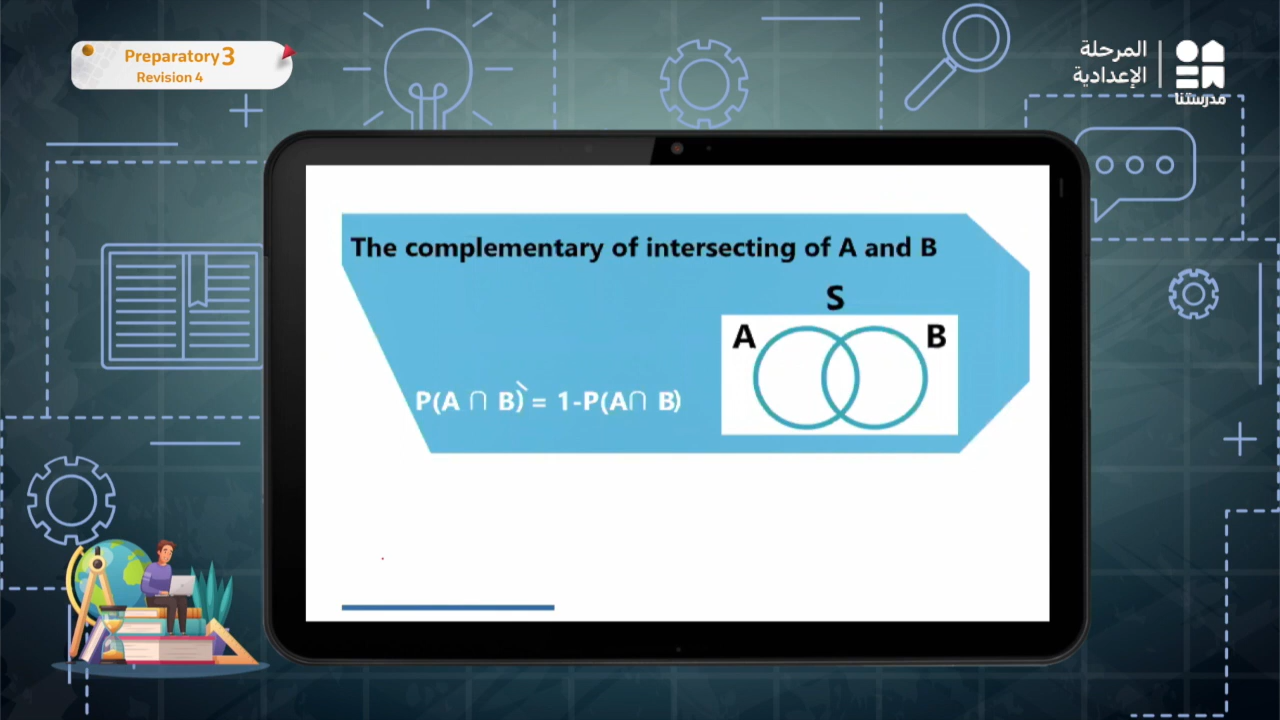 Preparatory 3
Revision 4
المرحلة
الإعدادية
مدرستنا
The complementary of intersecting of A and B
S
A
B
P(A ∩ B)` = 1-P(A∩ B)